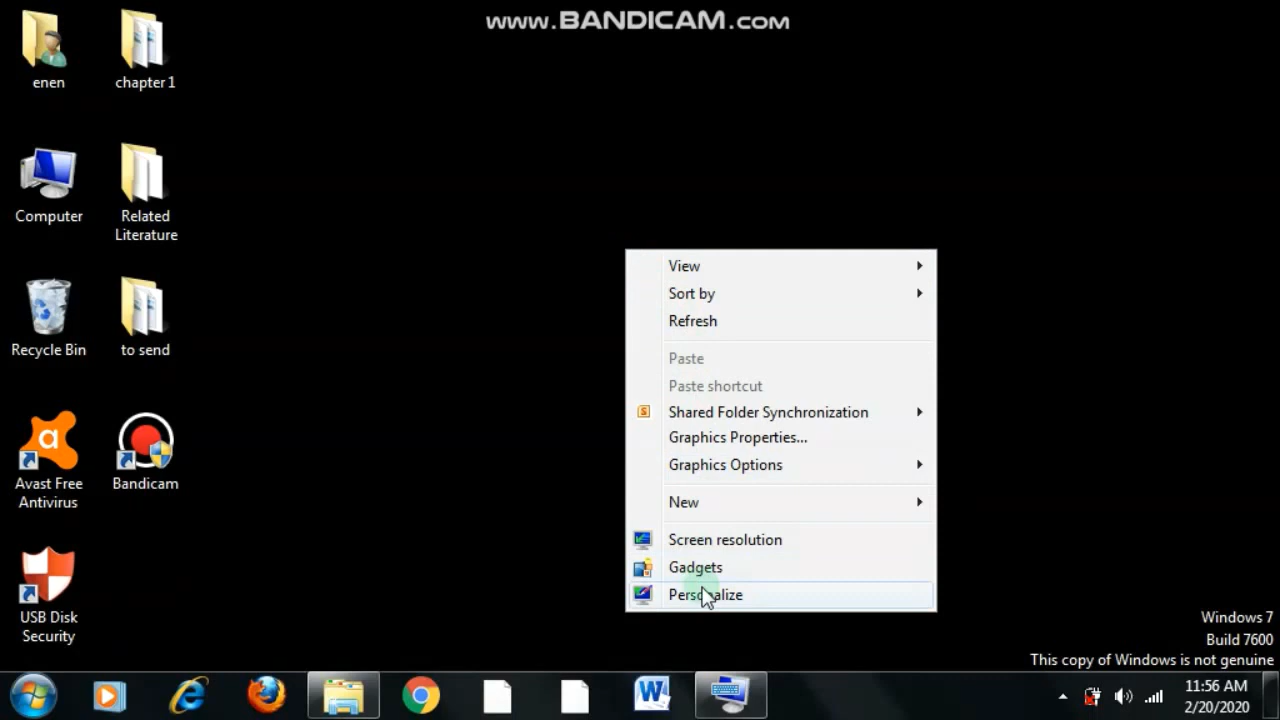 www.BANDICAM.com
enen
chapter 1
Computer
Related
Literature
Recycle Bin
to send
Avast Free
Antivirus
Bandicam
USB Disk
Security
View
Sort by
Refresh
Paste
Paste shortcut
S
Shared Folder Synchronization
Graphics Properties...
Graphics Options
New
Screen resolution
Gadgets
Personalize
Windows 7
Build 7600
This copy of Windows is not genuine
W
11:56 AM
2/20/2020